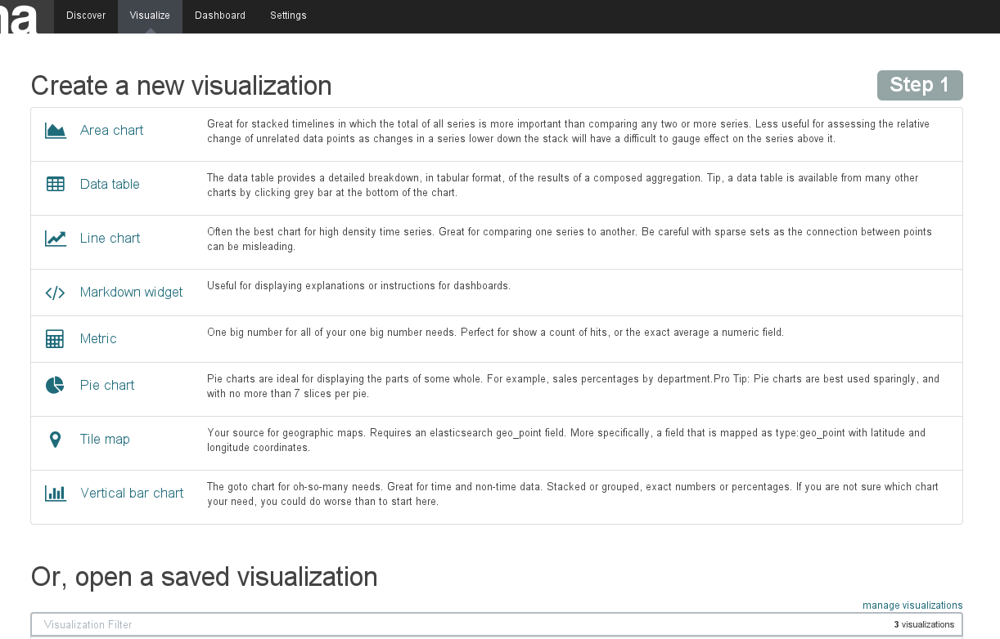 na
Discover
Visualize
Dashboard
Settings
Create a new visualization
Step 1
Area chart
Great for stacked timelines in which the total of all series is more important than comparing any two or more series. Less useful for assessing the relative
change of unrelated data points as changes in a series lower down the stack will have a difficult to gauge effect on the series above it.
Data table
The data table provides a detailed breakdown, in tabular format, of the results of a composed aggregation. Tip, a data table is available from many other
charts by clicking grey bar at the bottom of the chart.
Line chart
Often the best chart for high density time series. Great for comparing one series to another. Be careful with sparse sets as the connection between points
can be misleading.
Markdown widget
Useful for displaying explanations or instructions for dashboards.
Metric
One big number for all of your one big number needs. Perfect for show a count of hits, or the exact average a numeric field.
Pie chart
Pie charts are ideal for displaying the parts of some whole. For example, sales percentages by department.Pro Tip: Pie charts are best used sparingly, and
with no more than 7 slices per pie.
Tile map
Your source for geographic maps. Requires an elasticsearch geo_point field. More specifically, a field that is mapped as type:geo_point with latitude and
longitude coordinates.
Vertical bar chart
The goto chart for oh-so-many needs. Great for time and non-time data. Stacked or grouped, exact numbers or percentages. If you are not sure which chart
your need, you could do worse than to start here.
Or, open a saved visualization
manage visualizations
Visualization Filter
3 visualizations